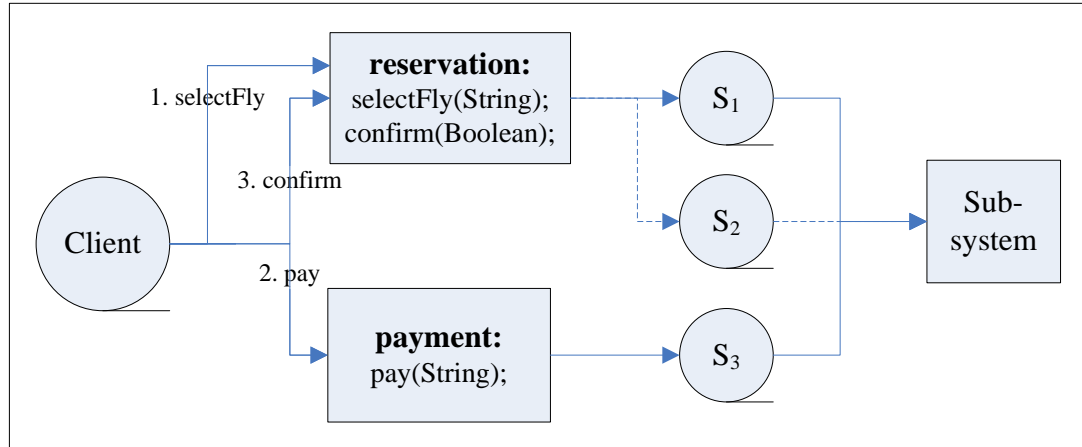 reservation:
selectFly(String);
confirm(Boolean);
1. selectFly
3. confirm
Client
2. pay
payment:
pay(String);
S1
S2
S3
Sub-
system